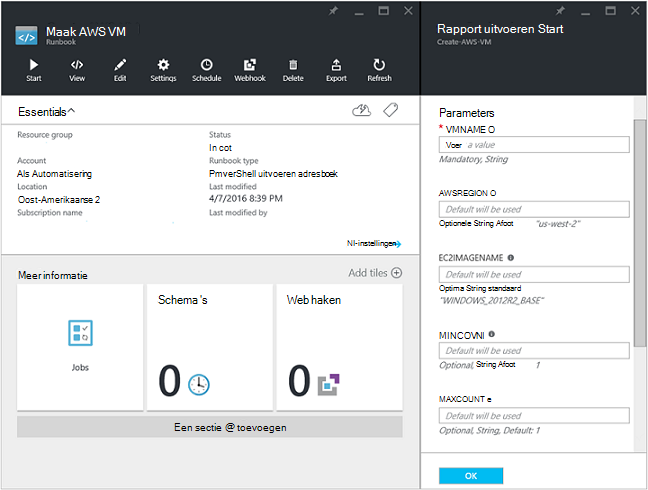 Maak AWS VM
Runbook
Start
View
Edit
Settings
Schedule
Webhook
Delete
Export
Refresh
Essentials
Resource group
Account
Als Automatisering
Location
Oost-Amerikaanse 2
Subscription name
Status
In cot
Runbook type
PmverShell uitvoeren adresboek
Last modified
4/7/2016 8:39 PM
Last modified by
NI-instellingen
Meer informatie
Add tiles
Jobs
Schema's
0
Web haken
0
Een sectie @ toevoegen
Rapport uitvoeren Start
Create-AWS-VM
Parameters
* VMNAME O
Voer a value
Mandatory, String
AWSREGION O
Default will be used
Optionele String Afoot "us-west-2"
EC2IMAGENAME
Default will be used
Optima String standaard
"WINDOWS_2012R2_BASE"
MINCOVNI
Default will be used
Optional, String Afoot 1
MAXCOUNT e
Default will be used
Optional, String, Default: 1
OK